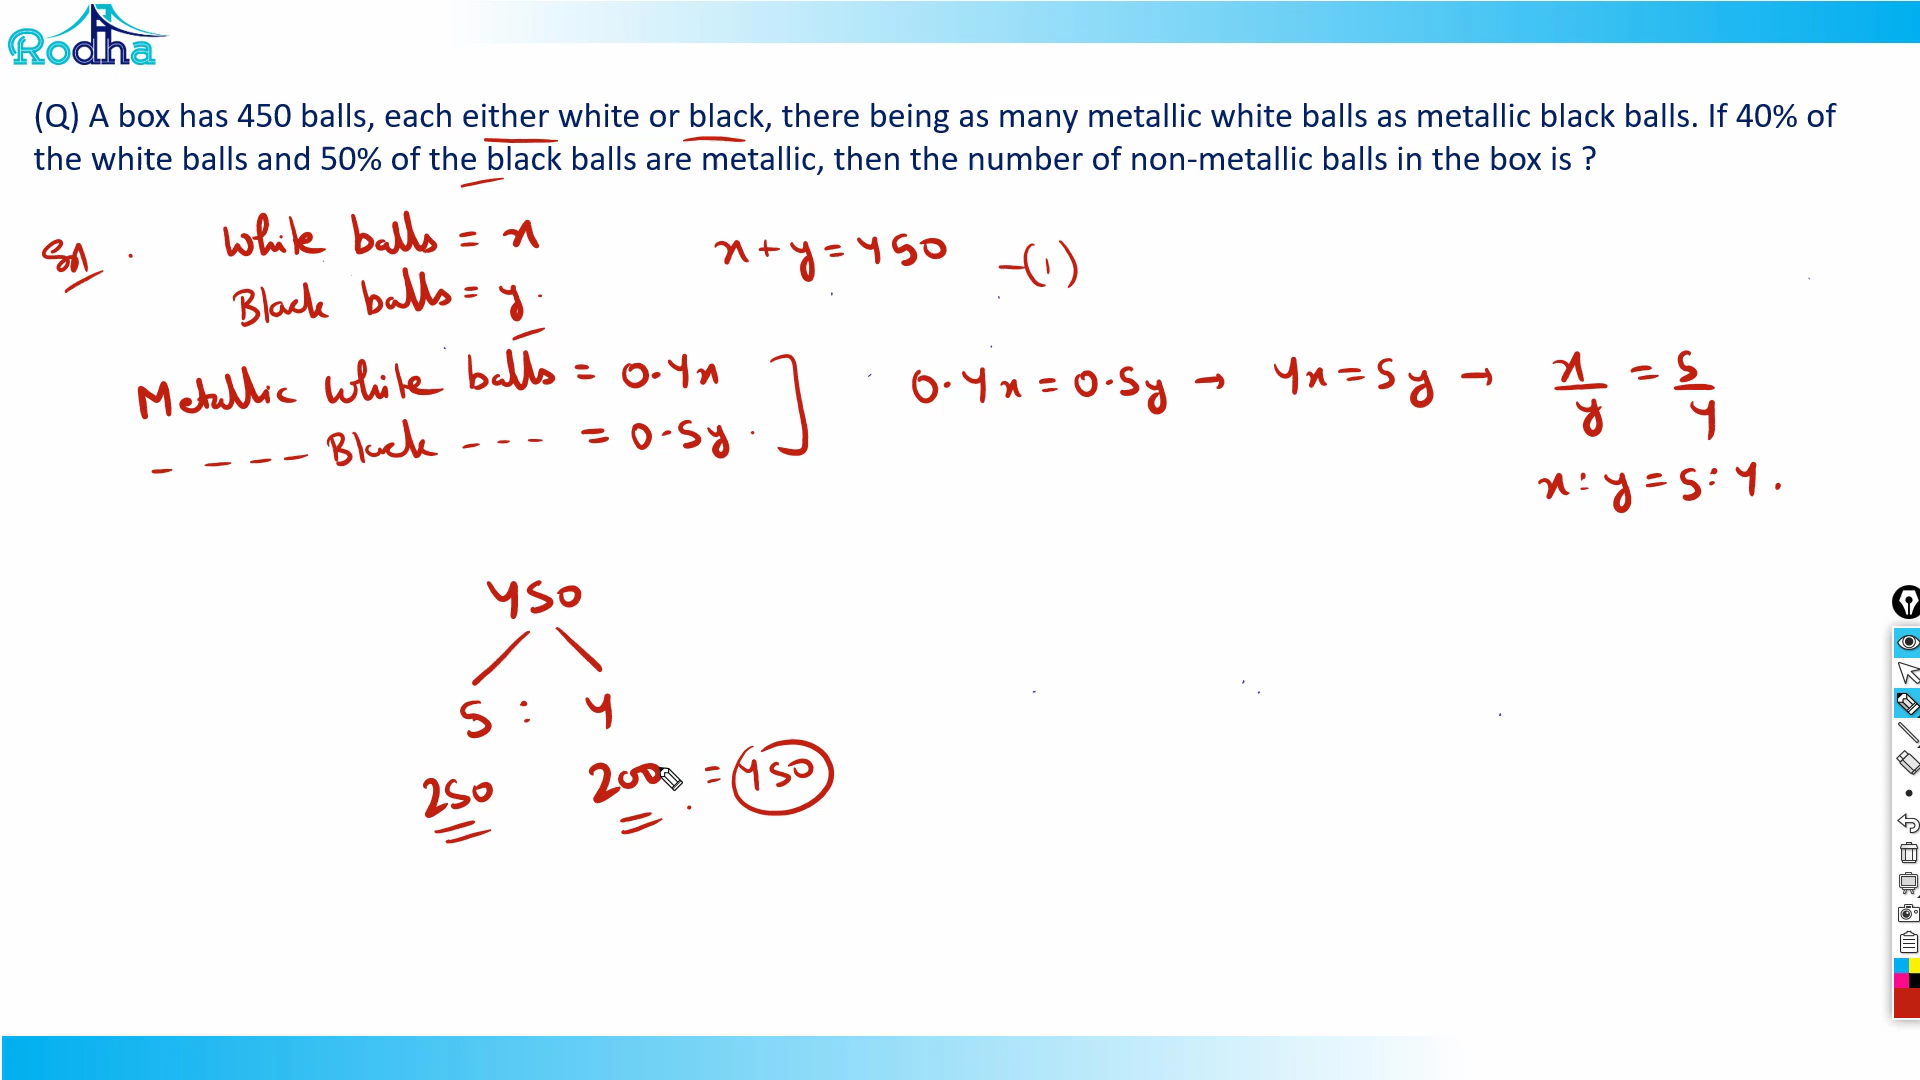 Rodha
(Q) A box has 450 balls, each either white or black, there being as many metallic white balls as metallic black balls. If 40% of
the white balls and 50% of the black balls are metallic, then the number of non-metallic balls in the box is ?
Sol. White balls = x
x + y = 450 -(1)
Black balls = y.
Metallic white balls = 0.4x
---- Black --- = 0.5y.
0.4x = 0.5y → 4x = 5y → x/y = 5/4
x : y = 5 : 4.
450
5 : 4
250 200 = 450